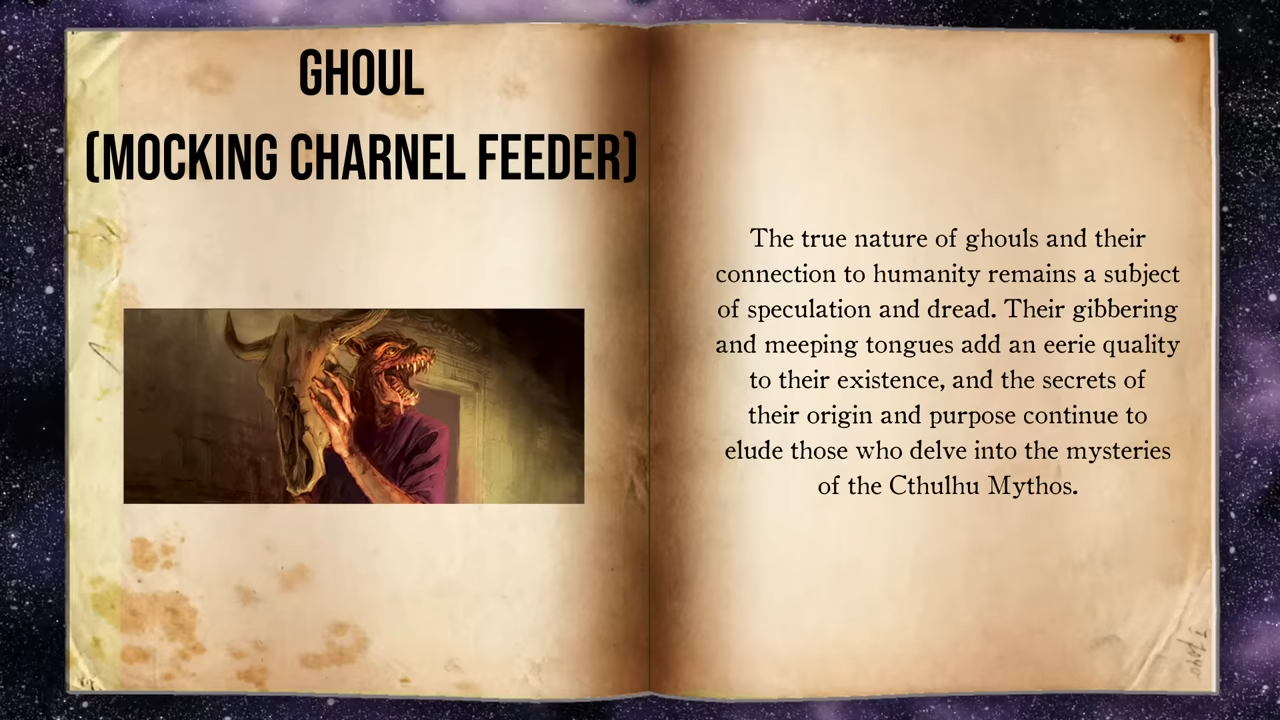 GHOUL
(MOCKING CHARNEL FEEDER)
The true nature of ghouls and their
connection to humanity remains a subject
of speculation and dread. Their gibbering
and meeping tongues add an eerie quality
to their existence, and the secrets of
their origin and purpose continue to
elude those who delve into the mysteries
of the Cthulhu Mythos.